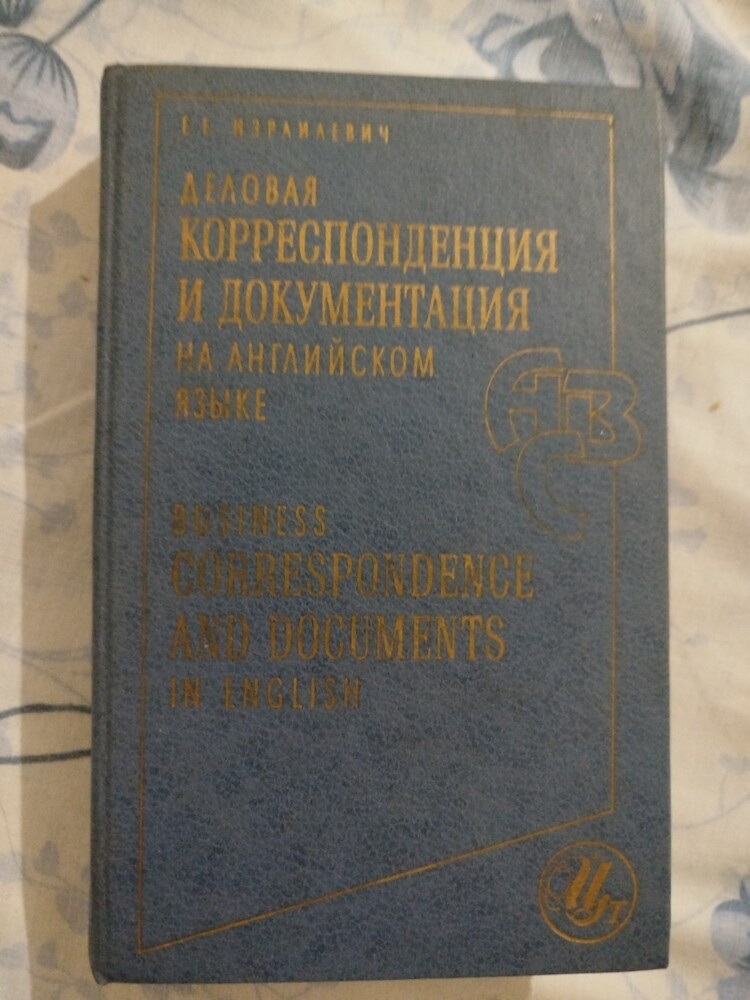 Е. Е. ИЗРАИЛЕВИЧ
ДЕЛОВАЯ
КОРРЕСПОНДЕНЦИЯ
И ДОКУМЕНТАЦИЯ
НА АНГЛИЙСКОМ
ЯЗЫКЕ
ABC
BUSINESS
CORRESPONDENCE
AND DOCUMENTS
IN ENGLISH